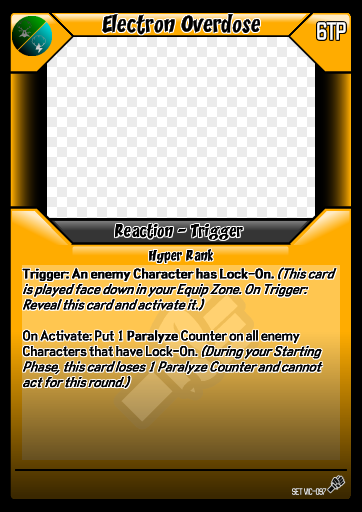 Electron Overdose
6TP
Reaction - Trigger
Hyper Rank
Trigger: An enemy Character has Lock-On. (This card
is played face down in your Equip Zone. On Trigger:
Reveal this card and activate it.)
On Activate: Put 1 Paralyze Counter on all enemy
Characters that have Lock-On. (During your Starting
Phase, this card loses 1 Paralyze Counter and cannot
act for this round.)
SET VIC-097